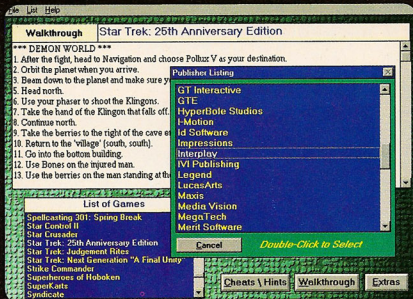 File List Help
Walkthrough
Star Trek: 25th Anniversary Edition
*** DEMON WORLD ***
1. After the fight, head to Navigation and choose Pollux V as your destination.
2. Orbit the planet when you arrive.
3. Beam down to the planet and make sure yo
5. Head north.
6. Use your phaser to shoot the Klingons.
7. Take the hand of the Klingon that falls off.
8. Continue north.
9. Take the berries to the right of the cave et
10. Return to the 'village' (south, south).
11. Go into the bottom building.
12. Use Bones on the injured man.
13. Use the berries on the man standing at the
Publisher Listing
GT Interactive
GTE
HyperBole Studios
I-Motion
id Software
Impressions
Interplay
IVI Publishing
Legend
LucasArts
Maxis
Media Vision
MegaTech
Merit Software
Cancel
Double-Click to Select
List of Games
Spellcasting 301: Spring Break
Star Control II
Star Crusader
Star Trek: 25th Anniversary Edition
Star Trek: Judgement Rites
Star Trek: Next Generation "A Final Unity"
Strike Commander
Superheroes of Hoboken
SuperKarts
Syndicate
Cheats \ Hints
Walkthrough
Extras